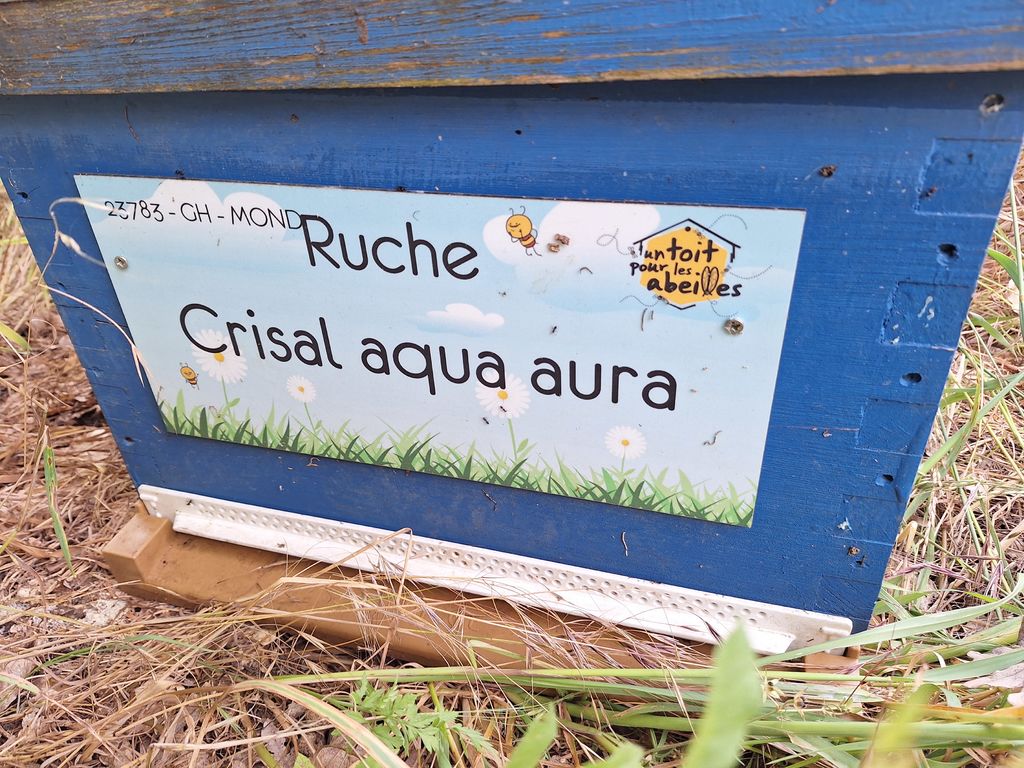 23783 - GH - MOND
Ruche
Crisal aqua aura
un toit
pour les
abeilles